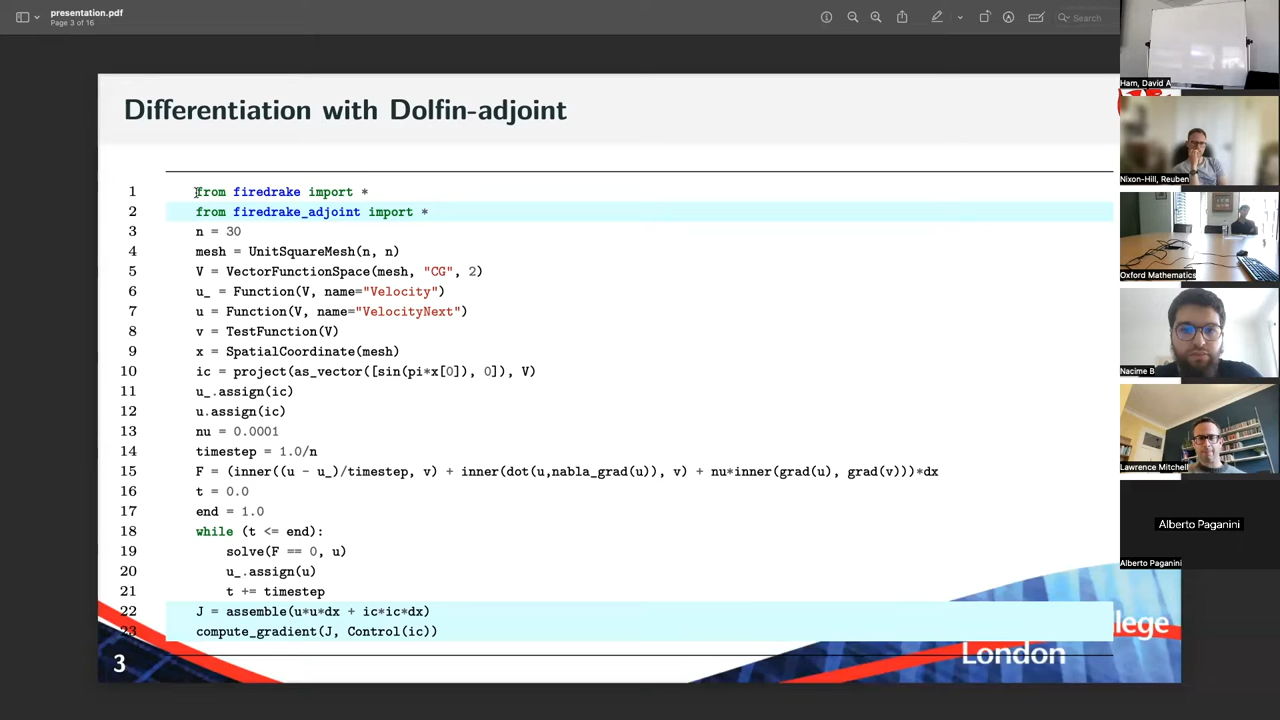 presentation.pdf
Page 3 of 16
Search
Differentiation with Dolfin-adjoint
1 from firedrake import *
2 from firedrake_adjoint import *
3 n = 30
4 mesh = UnitSquareMesh(n, n)
5 V = VectorFunctionSpace(mesh, "CG", 2)
6 u_ = Function(V, name="Velocity")
7 u = Function(V, name="VelocityNext")
8 v = TestFunction(V)
9 x = SpatialCoordinate(mesh)
10 ic = project(as_vector([sin(pi*x[0]), 0]), V)
11 u_.assign(ic)
12 u.assign(ic)
13 nu = 0.0001
14 timestep = 1.0/n
15 F = (inner((u - u_)/timestep, v) + inner(dot(u,nabla_grad(u)), v) + nu*inner(grad(u), grad(v)))*dx
16 t = 0.0
17 end = 1.0
18 while (t <= end):
19 solve(F == 0, u)
20 u_.assign(u)
21 t += timestep
22 J = assemble(u*u*dx + ic*ic*dx)
23 compute_gradient(J, Control(ic))
3
llege
London
Ham, David A
Nixon-Hill, Reuben
Oxford Mathematics
Nacime B
Lawrence Mitchell
Alberto Paganini
Alberto Paganini